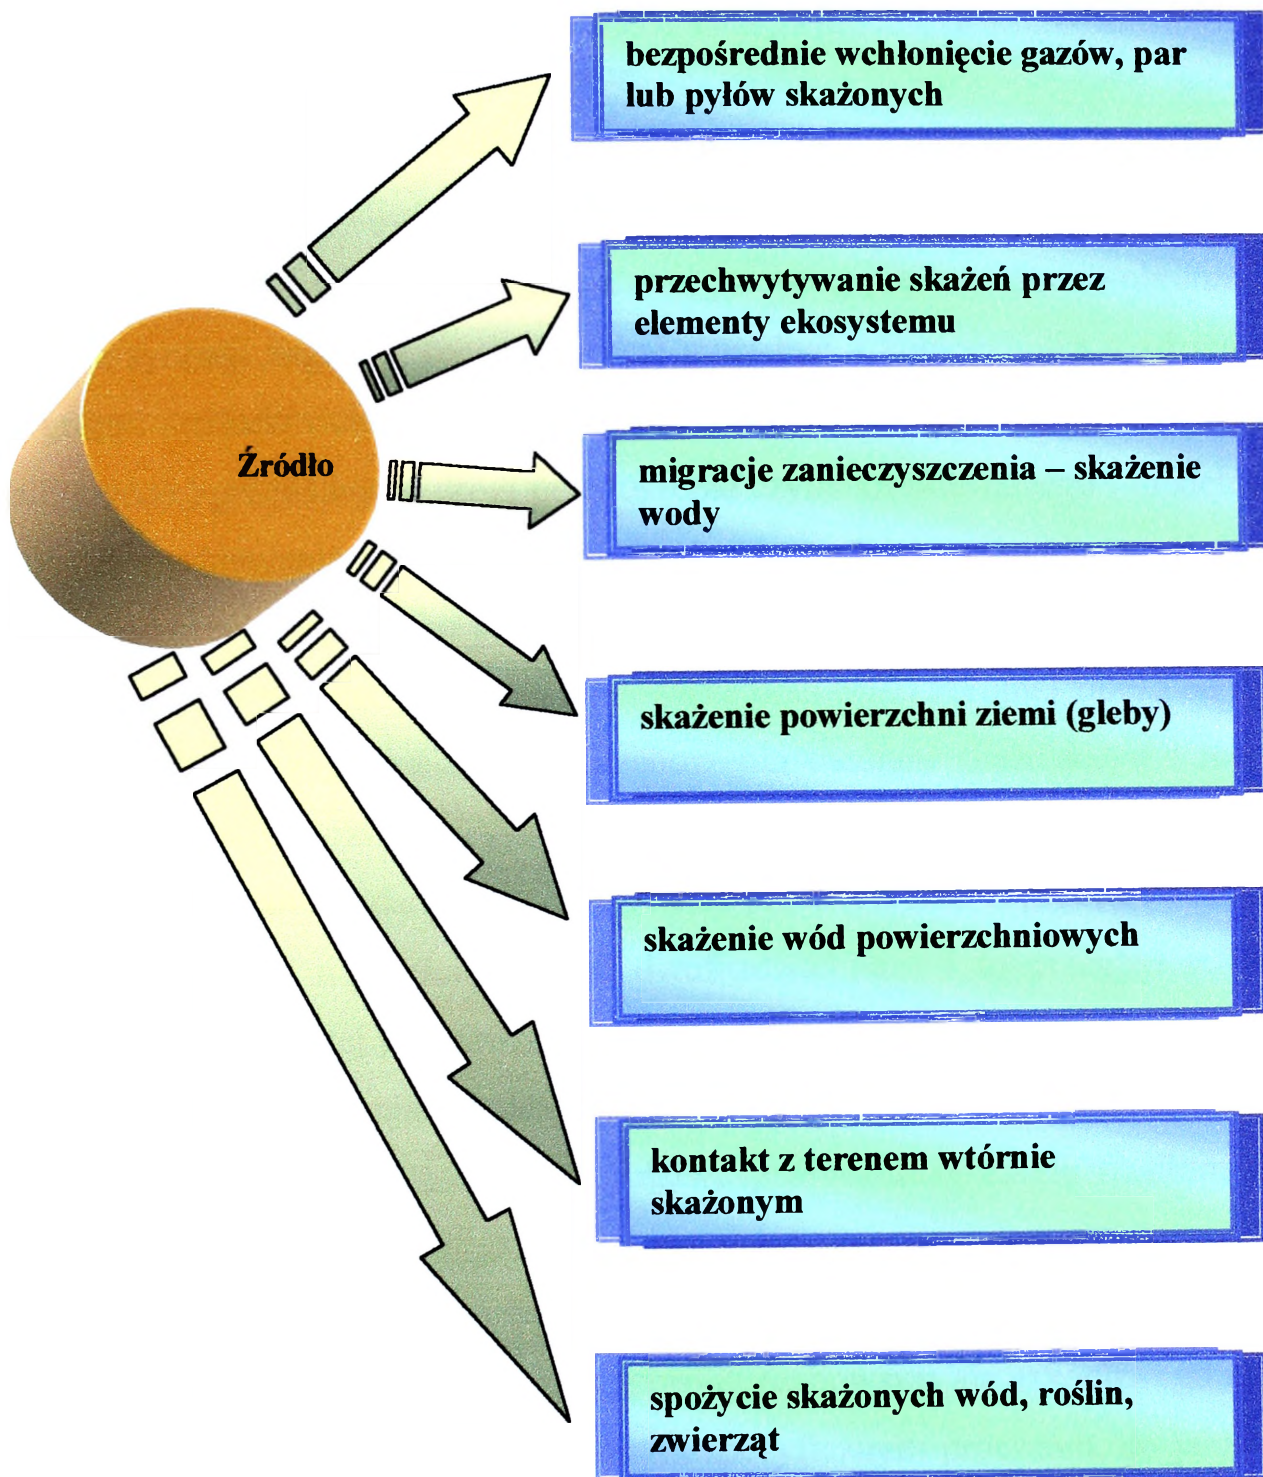 bezpośrednie wchłonięcie gazów, par
lub pyłów skażonych
przechwytywanie skażeń przez
elementy ekosystemu
Źródło
migracje zanieczyszczenia – skażenie
wody
skażenie powierzchni ziemi (gleby)
skażenie wód powierzchniowych
kontakt z terenem wtórnie
skażonym
spożycie skażonych wód, roślin,
zwierząt